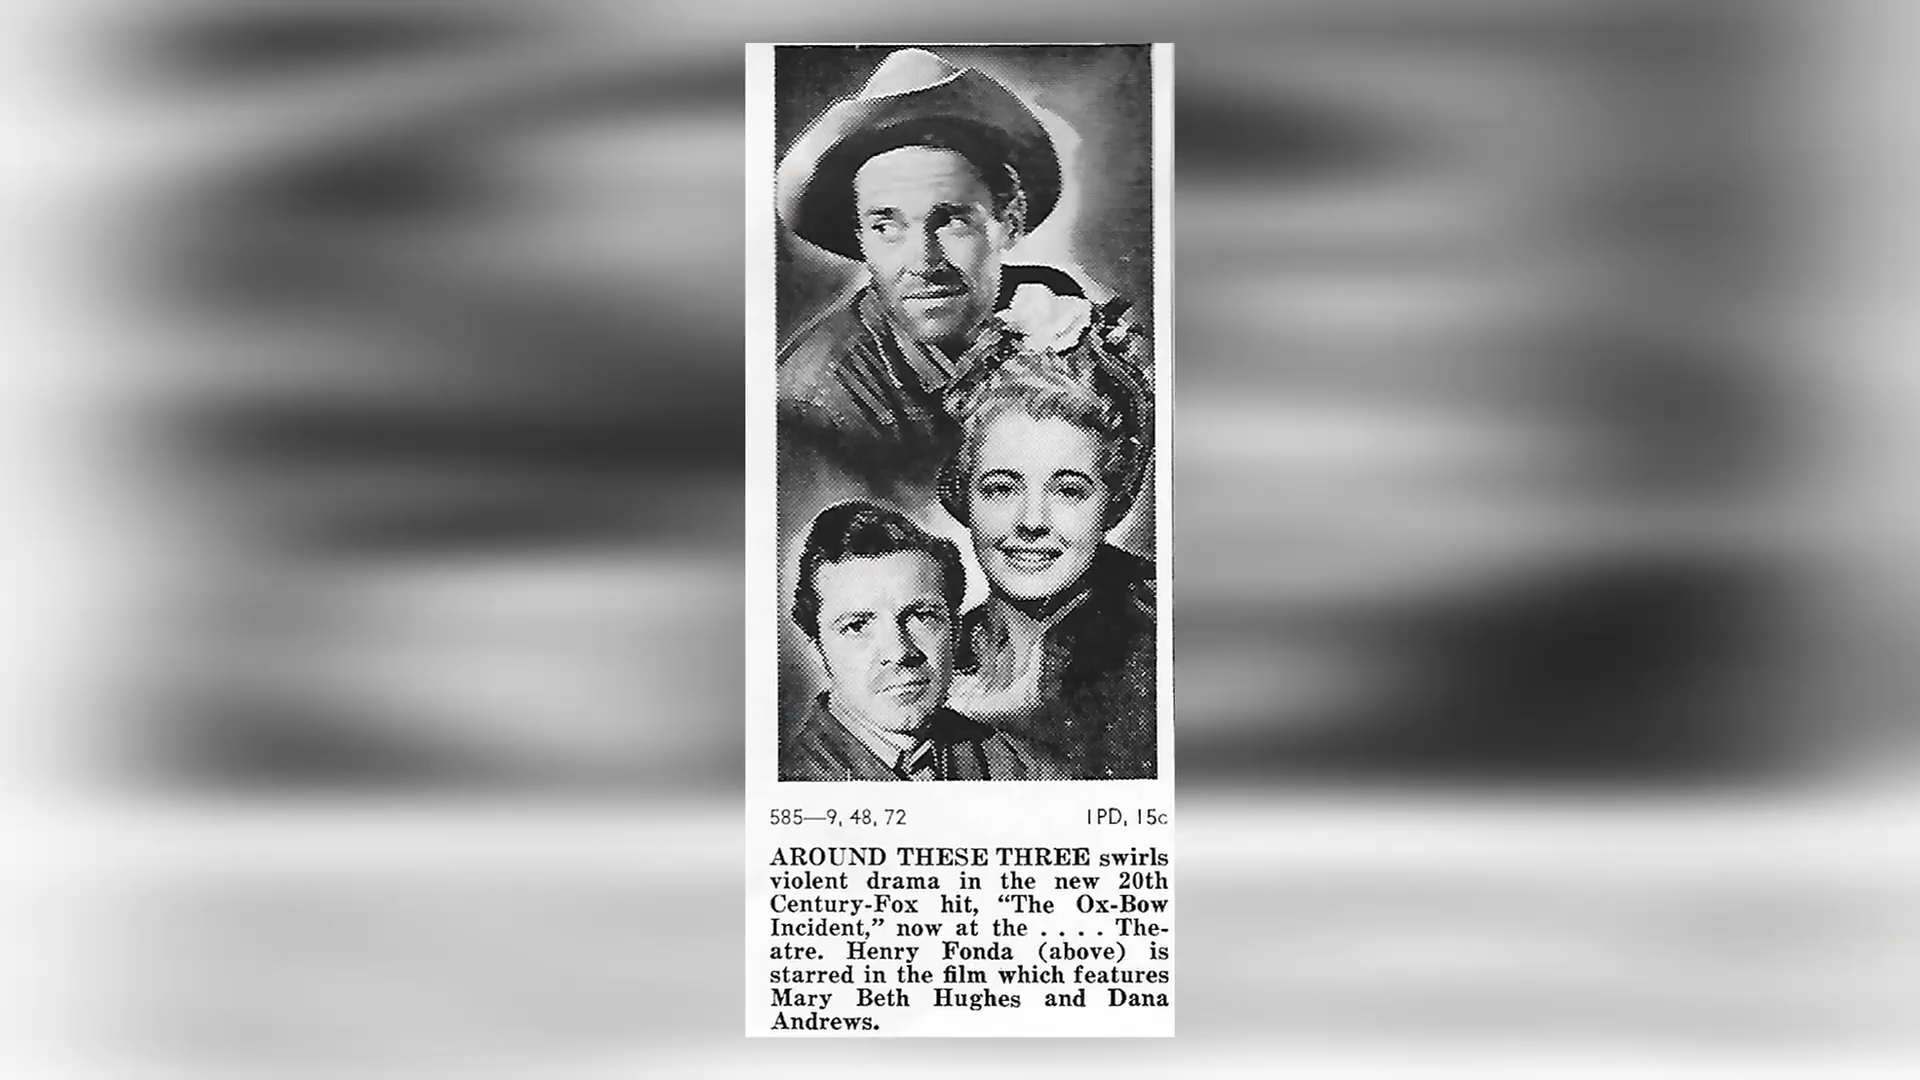 585—9, 48, 72 1PD, 15c
AROUND THESE THREE swirls
violent drama in the new 20th
Century-Fox hit, “The Ox-Bow
Incident,” now at the . . . . The-
atre. Henry Fonda (above) is
starred in the film which features
Mary Beth Hughes and Dana
Andrews.